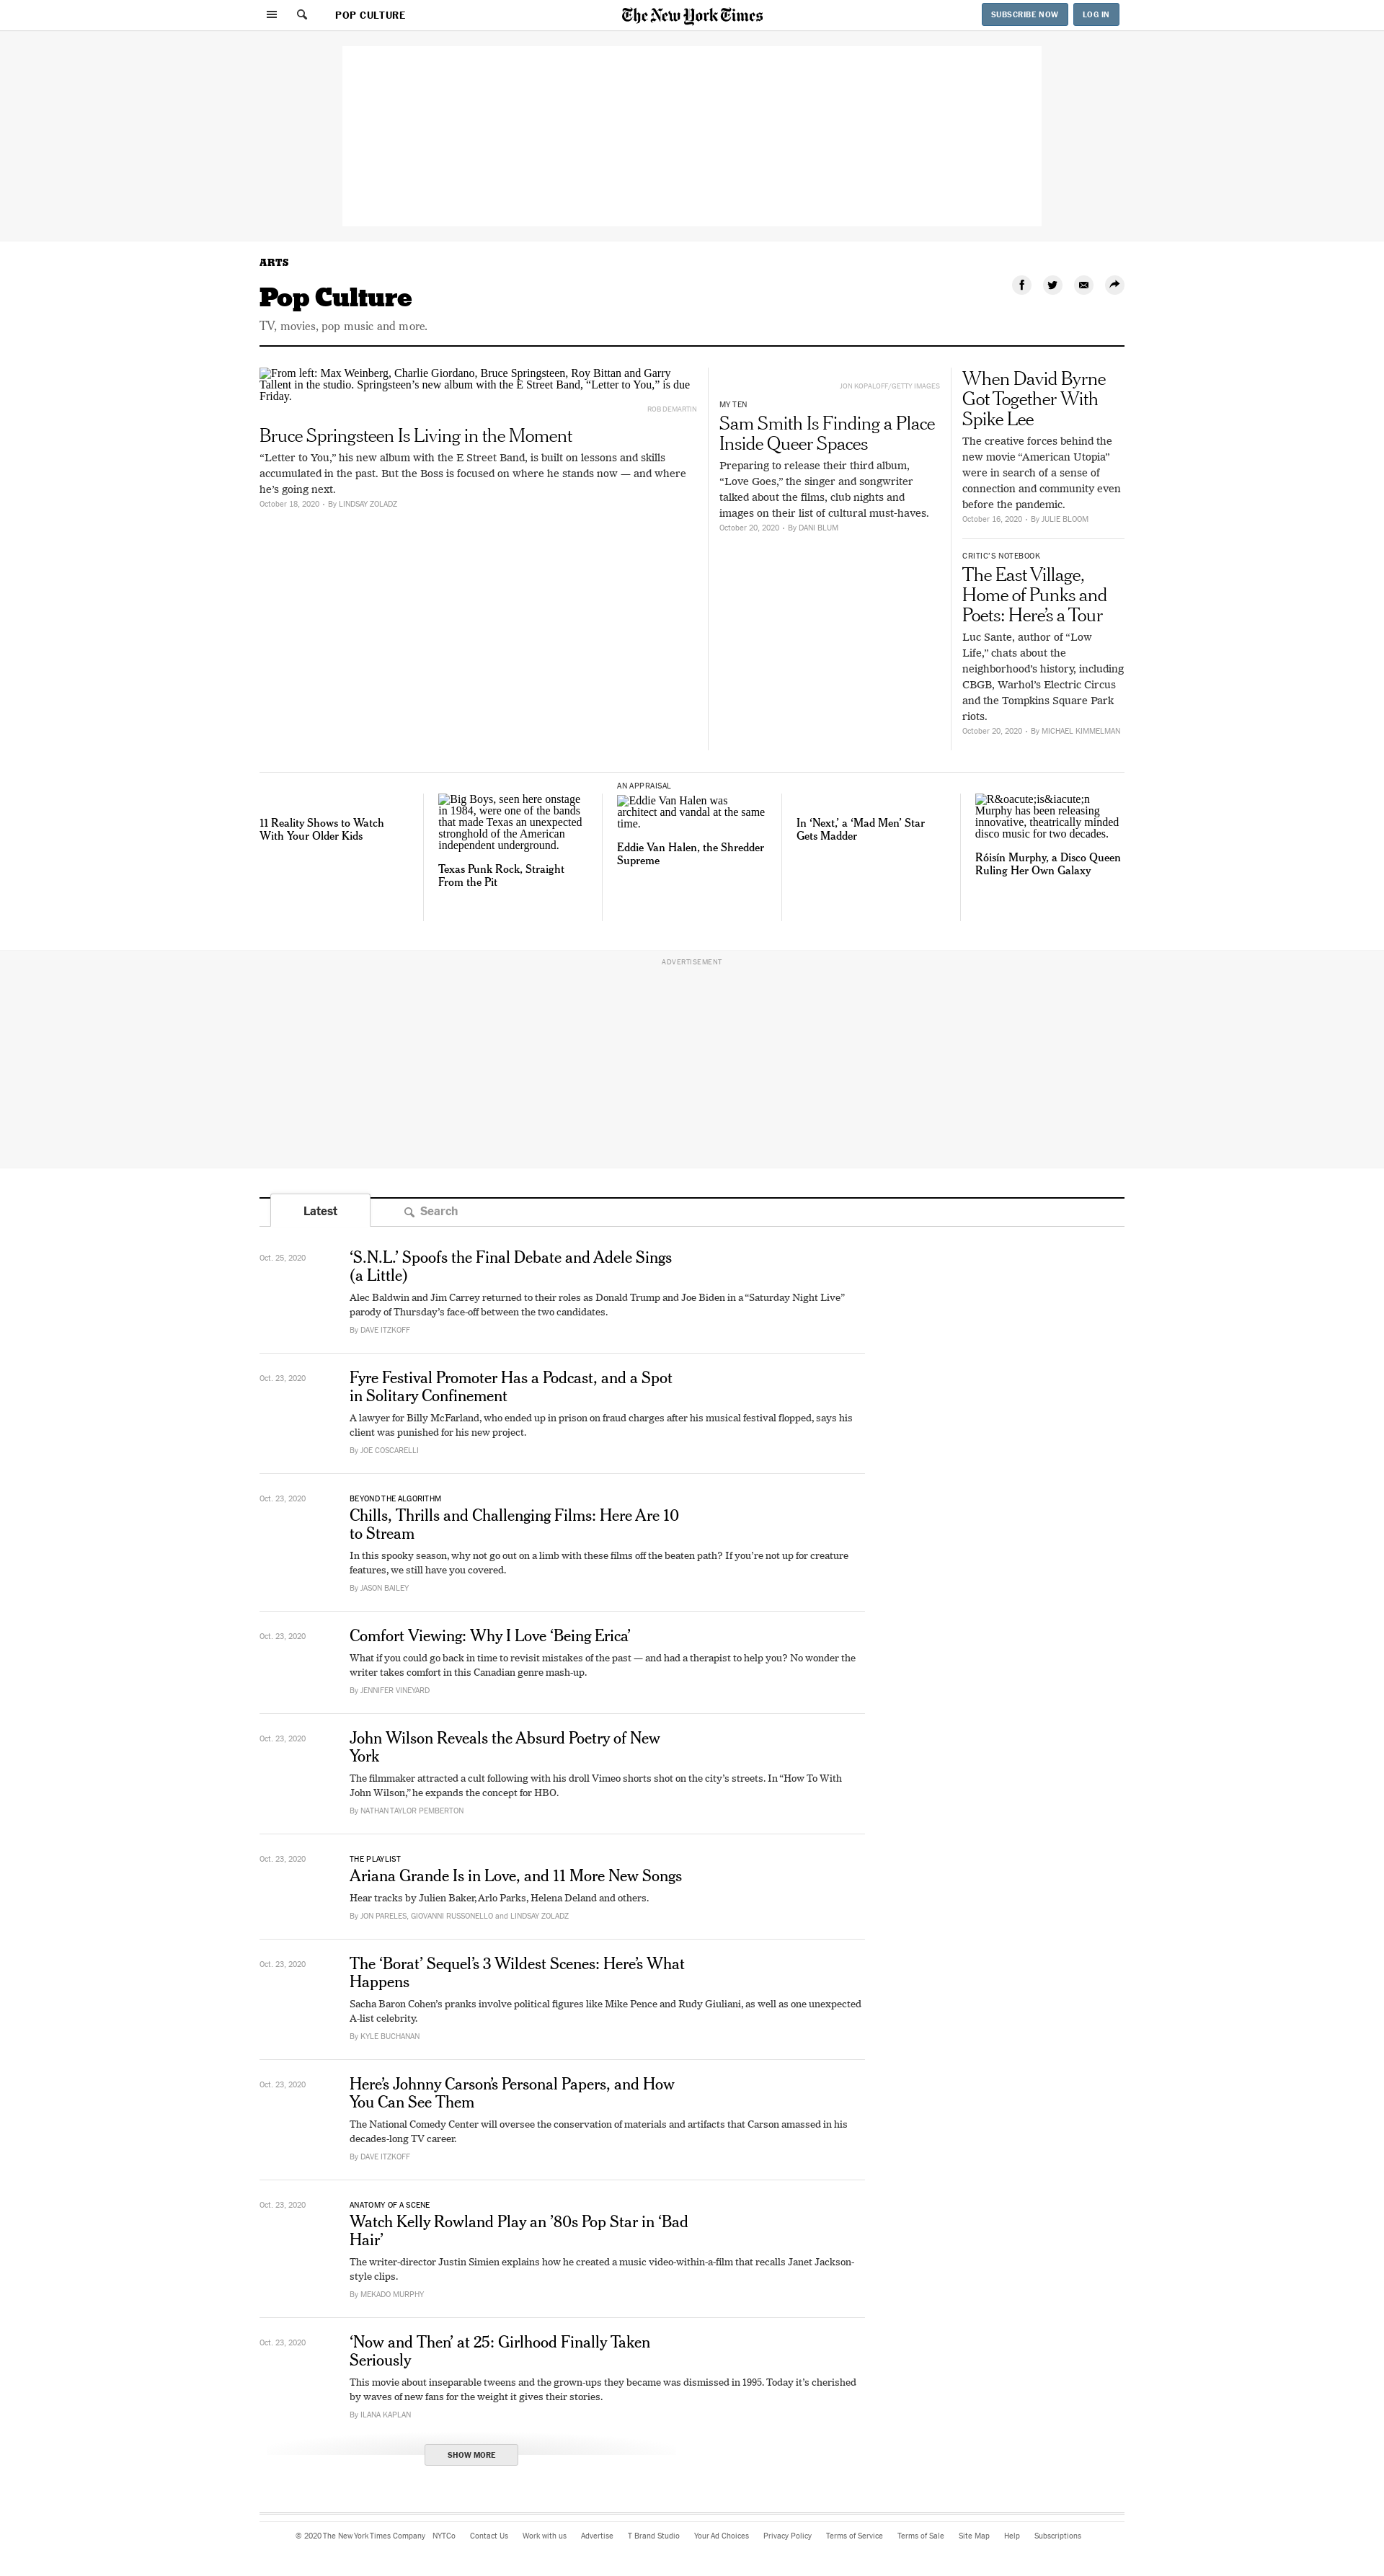 POP CULTURE
The New York Times
SUBSCRIBE NOW
LOG IN
ARTS
Pop Culture
TV, movies, pop music and more.
From left: Max Weinberg, Charlie Giordano, Bruce Springsteen, Roy Bittan and Garry
Tallent in the studio. Springsteen’s new album with the E Street Band, “Letter to You,” is due
Friday.
ROB DEMARTIN
Bruce Springsteen Is Living in the Moment
“Letter to You,” his new album with the E Street Band, is built on lessons and skills
accumulated in the past. But the Boss is focused on where he stands now — and where
he’s going next.
October 18, 2020 · By LINDSAY ZOLADZ
JON KOPALOFF/GETTY IMAGES
MY TEN
Sam Smith Is Finding a Place
Inside Queer Spaces
Preparing to release their third album,
“Love Goes,” the singer and songwriter
talked about the films, club nights and
images on their list of cultural must-haves.
October 20, 2020 · By DANI BLUM
When David Byrne
Got Together With
Spike Lee
The creative forces behind the
new movie “American Utopia”
were in search of a sense of
connection and community even
before the pandemic.
October 16, 2020 · By JULIE BLOOM
CRITIC’S NOTEBOOK
The East Village,
Home of Punks and
Poets: Here’s a Tour
Luc Sante, author of “Low
Life,” chats about the
neighborhood’s history, including
CBGB, Warhol’s Electric Circus
and the Tompkins Square Park
riots.
October 20, 2020 · By MICHAEL KIMMELMAN
11 Reality Shows to Watch
With Your Older Kids
Big Boys, seen here onstage
in 1984, were one of the bands
that made Texas an unexpected
stronghold of the American
independent underground.
Texas Punk Rock, Straight
From the Pit
AN APPRAISAL
Eddie Van Halen was
architect and vandal at the same
time.
Eddie Van Halen, the Shredder
Supreme
In ‘Next,’ a ‘Mad Men’ Star
Gets Madder
R&oacute;is&iacute;n
Murphy has been releasing
innovative, theatrically minded
disco music for two decades.
Róisín Murphy, a Disco Queen
Ruling Her Own Galaxy
ADVERTISEMENT
Latest
Search
Oct. 25, 2020
‘S.N.L.’ Spoofs the Final Debate and Adele Sings
(a Little)
Alec Baldwin and Jim Carrey returned to their roles as Donald Trump and Joe Biden in a “Saturday Night Live”
parody of Thursday’s face-off between the two candidates.
By DAVE ITZKOFF
Oct. 23, 2020
Fyre Festival Promoter Has a Podcast, and a Spot
in Solitary Confinement
A lawyer for Billy McFarland, who ended up in prison on fraud charges after his musical festival flopped, says his
client was punished for his new project.
By JOE COSCARELLI
Oct. 23, 2020
BEYOND THE ALGORITHM
Chills, Thrills and Challenging Films: Here Are 10
to Stream
In this spooky season, why not go out on a limb with these films off the beaten path? If you’re not up for creature
features, we still have you covered.
By JASON BAILEY
Oct. 23, 2020
Comfort Viewing: Why I Love ‘Being Erica’
What if you could go back in time to revisit mistakes of the past — and had a therapist to help you? No wonder the
writer takes comfort in this Canadian genre mash-up.
By JENNIFER VINEYARD
Oct. 23, 2020
John Wilson Reveals the Absurd Poetry of New
York
The filmmaker attracted a cult following with his droll Vimeo shorts shot on the city’s streets. In “How To With
John Wilson,” he expands the concept for HBO.
By NATHAN TAYLOR PEMBERTON
Oct. 23, 2020
THE PLAYLIST
Ariana Grande Is in Love, and 11 More New Songs
Hear tracks by Julien Baker, Arlo Parks, Helena Deland and others.
By JON PARELES, GIOVANNI RUSSONELLO and LINDSAY ZOLADZ
Oct. 23, 2020
The ‘Borat’ Sequel’s 3 Wildest Scenes: Here’s What
Happens
Sacha Baron Cohen’s pranks involve political figures like Mike Pence and Rudy Giuliani, as well as one unexpected
A-list celebrity.
By KYLE BUCHANAN
Oct. 23, 2020
Here’s Johnny Carson’s Personal Papers, and How
You Can See Them
The National Comedy Center will oversee the conservation of materials and artifacts that Carson amassed in his
decades-long TV career.
By DAVE ITZKOFF
Oct. 23, 2020
ANATOMY OF A SCENE
Watch Kelly Rowland Play an ’80s Pop Star in ‘Bad
Hair’
The writer-director Justin Simien explains how he created a music video-within-a-film that recalls Janet Jackson-
style clips.
By MEKADO MURPHY
Oct. 23, 2020
‘Now and Then’ at 25: Girlhood Finally Taken
Seriously
This movie about inseparable tweens and the grown-ups they became was dismissed in 1995. Today it’s cherished
by waves of new fans for the weight it gives their stories.
By ILANA KAPLAN
SHOW MORE
© 2020 The New York Times Company NYTCo Contact Us Work with us Advertise T Brand Studio Your Ad Choices Privacy Policy Terms of Service Terms of Sale Site Map Help Subscriptions